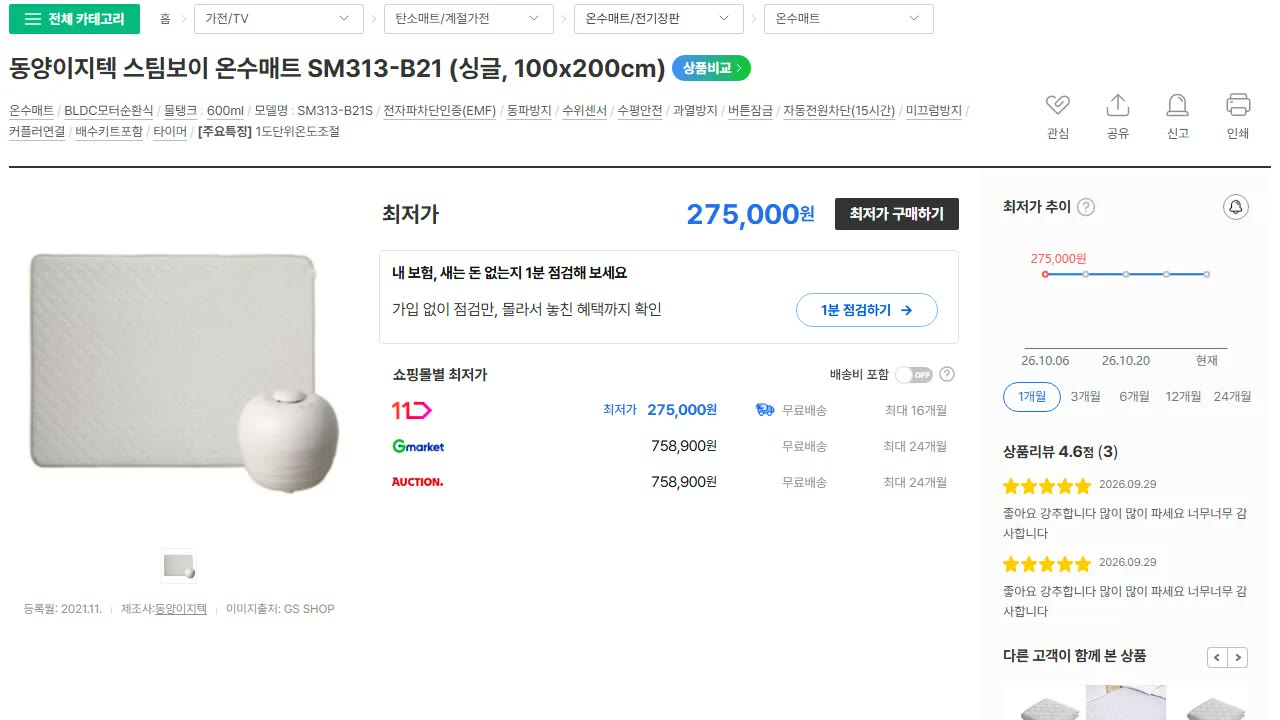 전체 카테고리
홈
가전/TV
탄소매트/계절가전
온수매트/전기장판
온수매트
동양이지텍 스팀보이 온수매트 SM313-B21 (싱글, 100x200cm)
상품비교
온수매트 / BLDC모터순환식 / 물탱크 : 600ml / 모델명 : SM313-B21S / 전자파차단인증(EMF) / 동파방지 / 수위센서 / 수평안전 / 과열방지 / 버튼잠금 / 자동전원차단(15시간) / 미끄럼방지 /
커플러연결 / 배수키트포함 / 타이머 / [주요특징] 1도단위온도조절
관심
공유
신고
인쇄
최저가
275,000원
최저가 구매하기
내 보험, 새는 돈 없는지 1분 점검해 보세요
가입 없이 점검만, 몰라서 놓친 혜택까지 확인
1분 점검하기
쇼핑몰별 최저가
배송비 포함 OFF
11D 최저가 275,000원 무료배송 최대 16개월
Gmarket 758,900원 무료배송 최대 24개월
AUCTION. 758,900원 무료배송 최대 24개월
등록월: 2021.11. 제조사:동양이지텍 이미지출처: GS SHOP
최저가 추이
275,000원
26.10.06 26.10.20 현재
1개월 3개월 6개월 12개월 24개월
상품리뷰 4.6점 (3)
2026.09.29
좋아요 강추합니다 많이 많이 파세요 너무너무 감
사합니다
2026.09.29
좋아요 강추합니다 많이 많이 파세요 너무너무 감
사합니다
다른 고객이 함께 본 상품